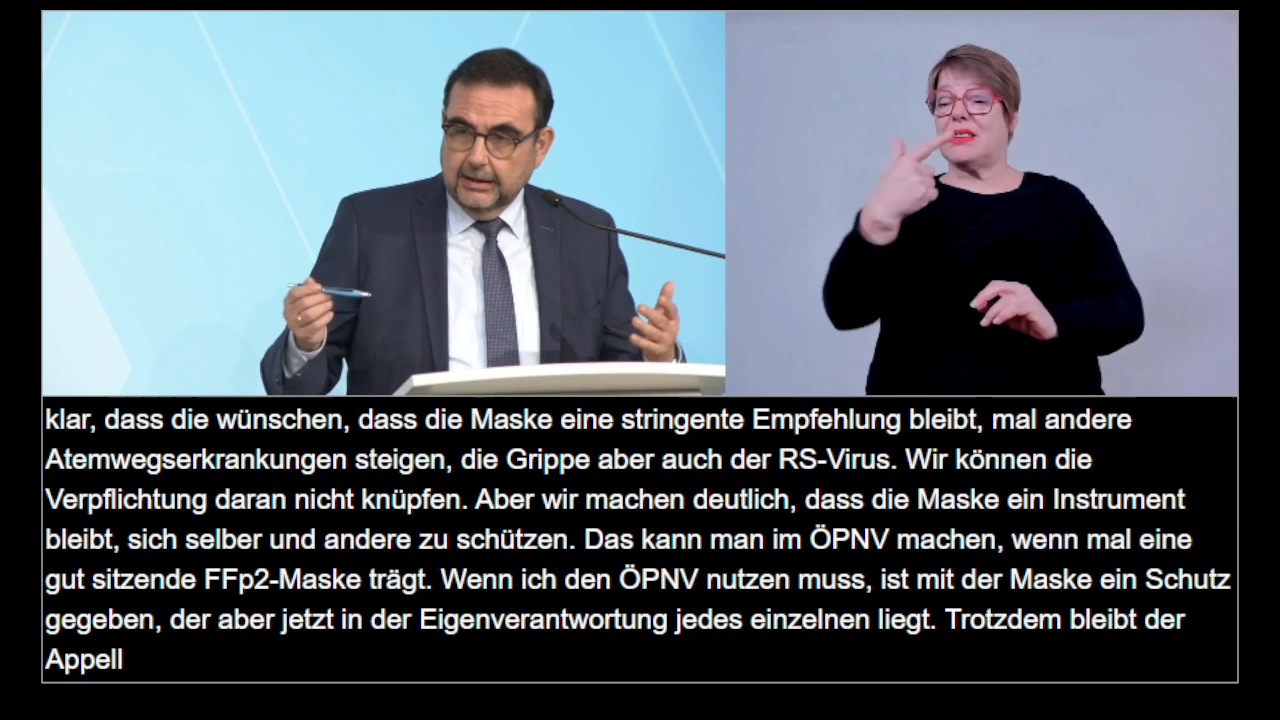 klar, dass die wünschen, dass die Maske eine stringente Empfehlung bleibt, mal andere
Atemwegserkrankungen steigen, die Grippe aber auch der RS-Virus. Wir können die
Verpflichtung daran nicht knüpfen. Aber wir machen deutlich, dass die Maske ein Instrument
bleibt, sich selber und andere zu schützen. Das kann man im ÖPNV machen, wenn mal eine
gut sitzende FFp2-Maske trägt. Wenn ich den ÖPNV nutzen muss, ist mit der Maske ein Schutz
gegeben, der aber jetzt in der Eigenverantwortung jedes einzelnen liegt. Trotzdem bleibt der
Appell